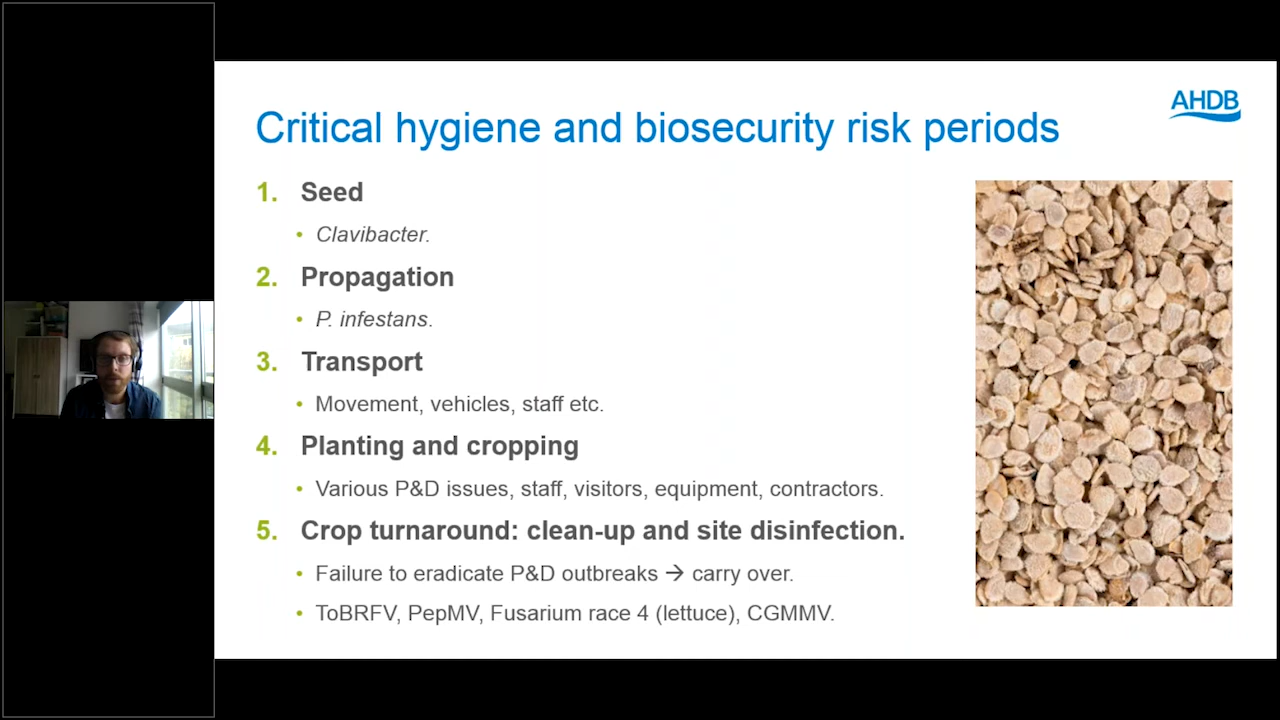 AHDB
Critical hygiene and biosecurity risk periods
1. Seed
• Clavibacter.
2. Propagation
• P. infestans.
3. Transport
• Movement, vehicles, staff etc.
4. Planting and cropping
• Various P&D issues, staff, visitors, equipment, contractors.
5. Crop turnaround: clean-up and site disinfection.
• Failure to eradicate P&D outbreaks → carry over.
• ToBRFV, PepMV, Fusarium race 4 (lettuce), CGMMV.